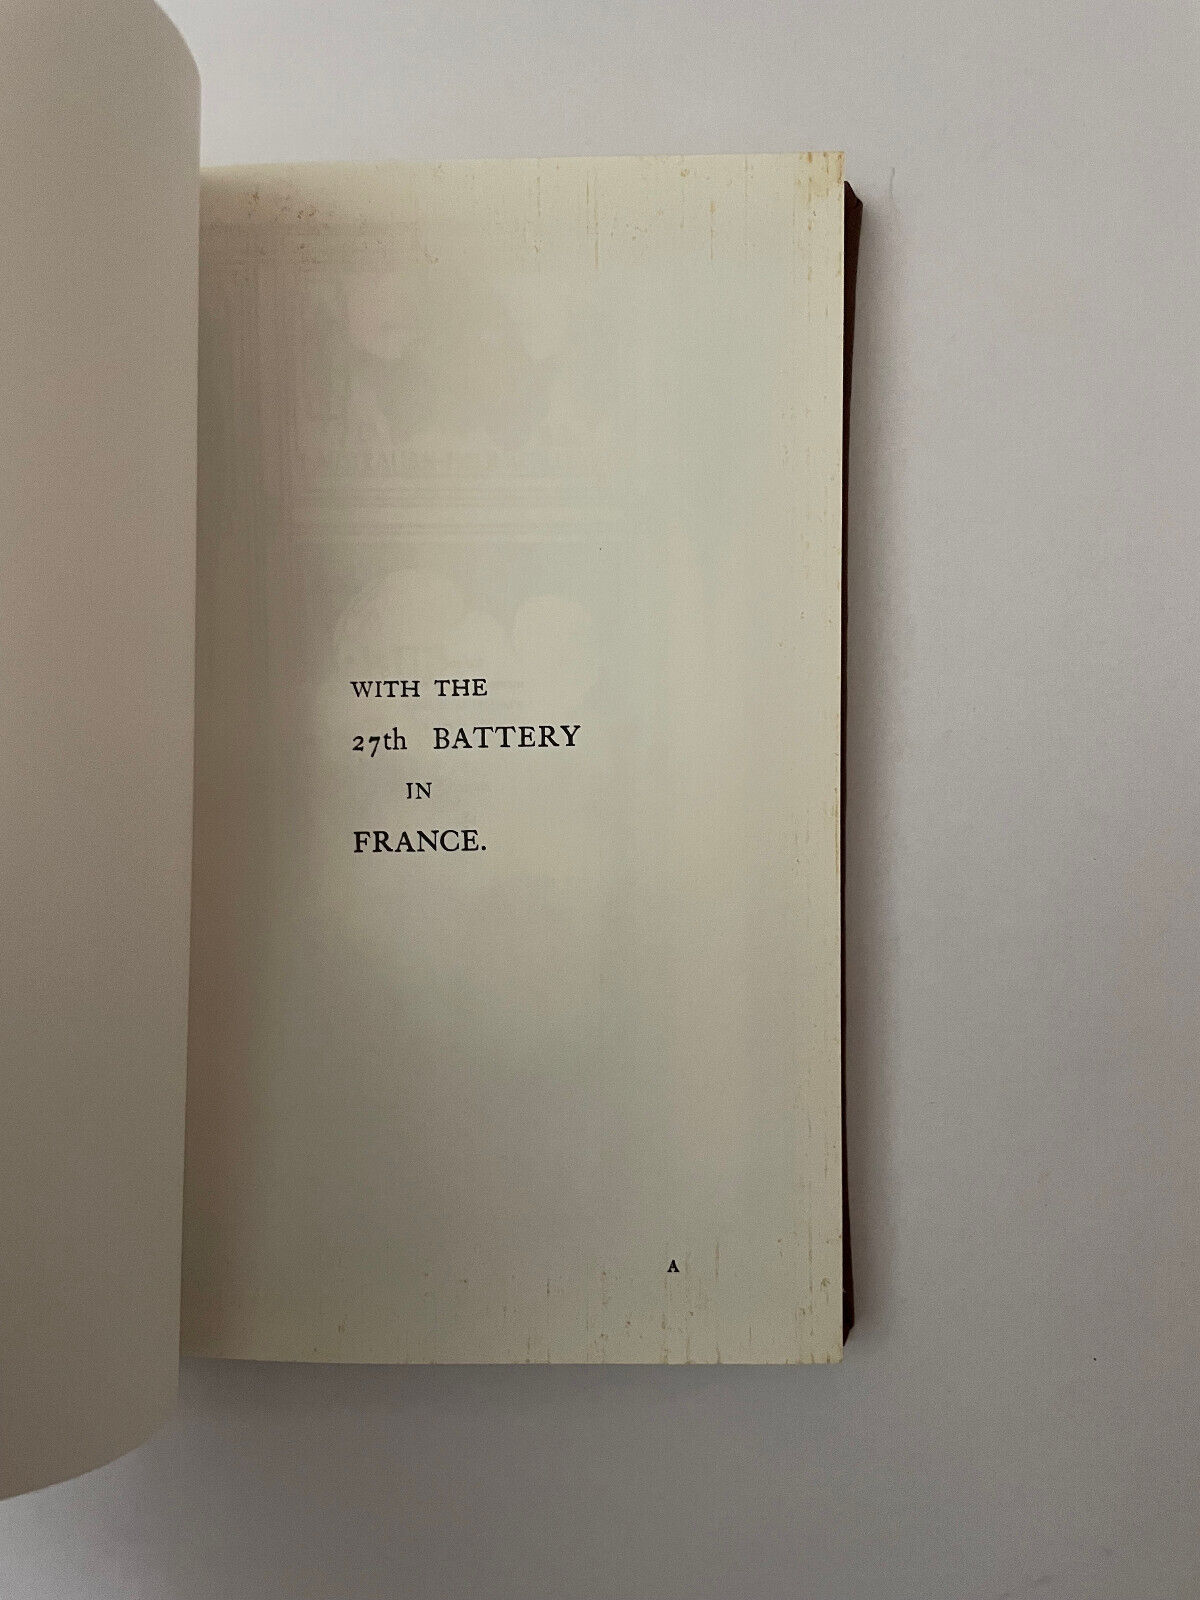 WITH THE
27th BATTERY
IN
FRANCE.
A